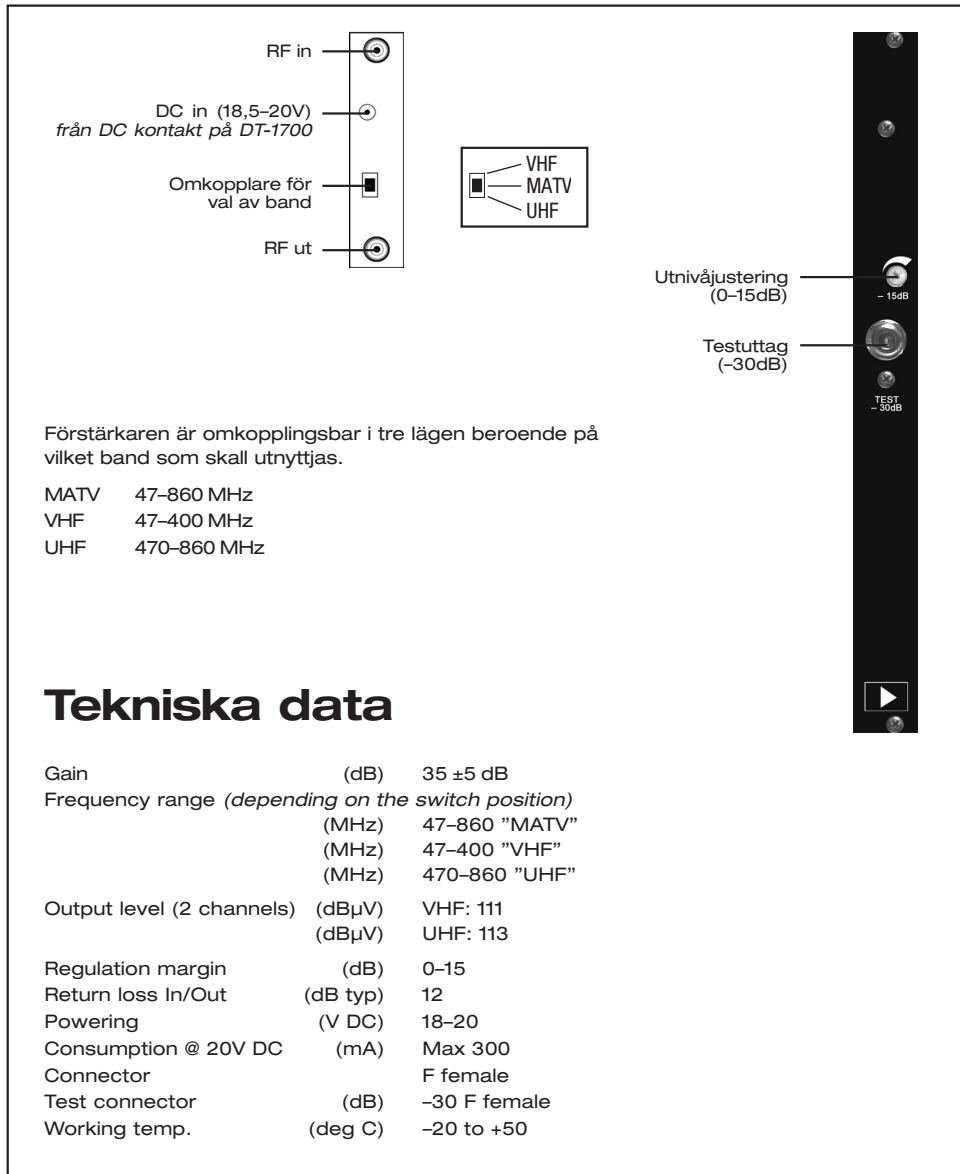 RF in
DC in (18,5–20V)
från DC kontakt på DT-1700
Omkopplare för
val av band
RF ut
VHF
MATV
UHF
Utnivåjustering
(0–15dB)
Testuttag
(–30dB)
– 15dB
TEST
– 30dB
Förstärkaren är omkopplingsbar i tre lägen beroende på
vilket band som skall utnyttjas.
MATV 47–860 MHz
VHF 47–400 MHz
UHF 470–860 MHz
Tekniska data
Gain (dB) 35 ±5 dB
Frequency range (depending on the switch position)
(MHz) 47–860 ”MATV”
(MHz) 47–400 ”VHF”
(MHz) 470–860 ”UHF”
Output level (2 channels) (dBµV) VHF: 111
(dBµV) UHF: 113
Regulation margin (dB) 0–15
Return loss In/Out (dB typ) 12
Powering (V DC) 18–20
Consumption @ 20V DC (mA) Max 300
Connector F female
Test connector (dB) –30 F female
Working temp. (deg C) –20 to +50